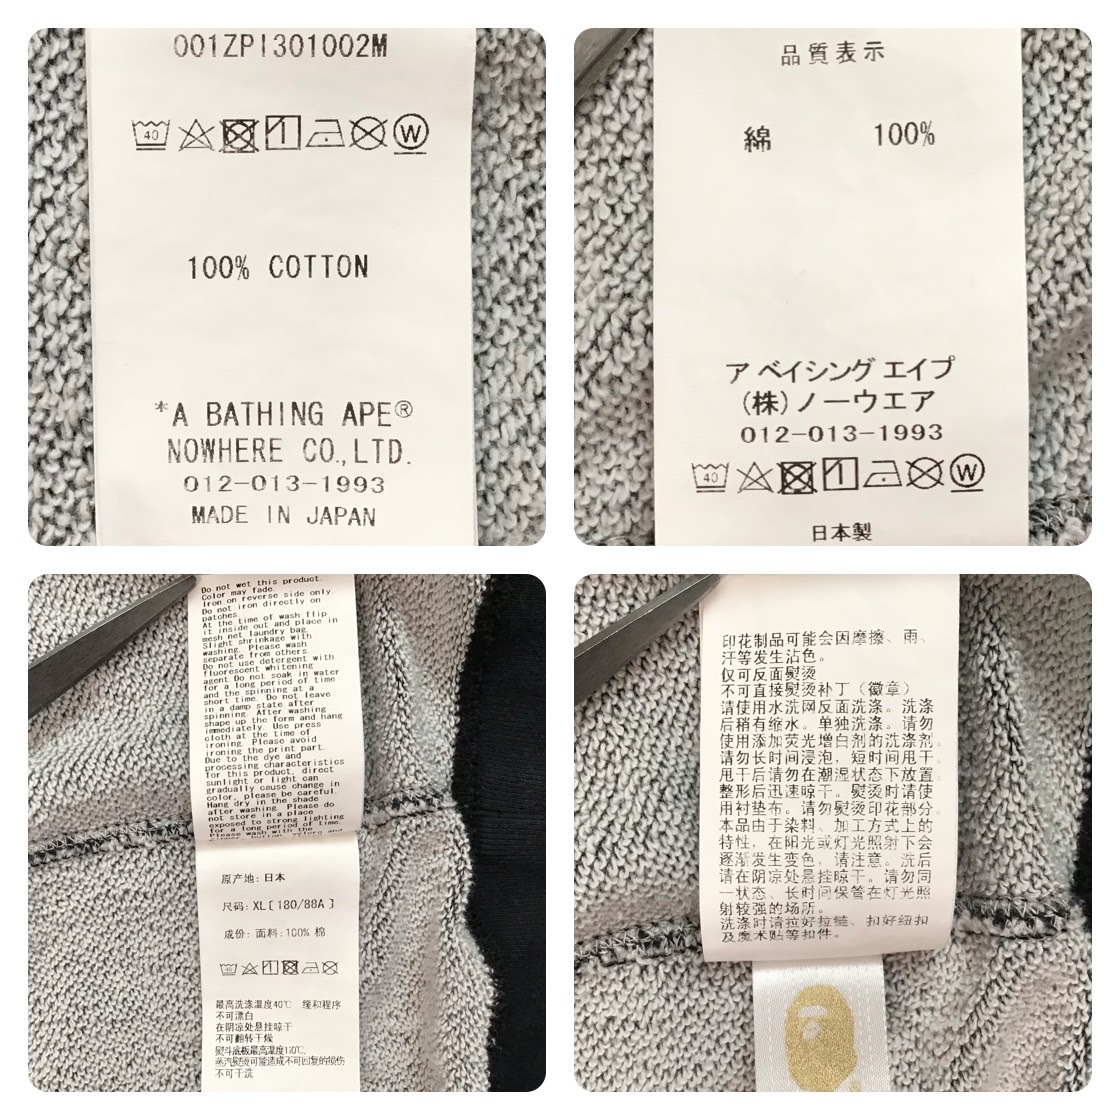 001ZPI301002M
40
W
100% COTTON
*A BATHING APE®
NOWHERE CO.,LTD.
012-013-1993
MADE IN JAPAN
品質表示
綿 100%
ア ベイシング エイプ
(株)ノーウエア
012-013-1993
40
W
日本製
Do not wet this product.
Color may fade.
Iron on reverse side only
Do not iron directly on
patches
At the time of wash flip
it inside out and place in
mesh net laundry bag.
Slight shrinkage with
washing. Please wash
separate from others.
Do not use detergent with
fluorescent whitening
agent.Do not soak in water
for a long period of time
and the spinning at a
short time. Do not leave
in a damp state after
spinning. After washing
shape up the form and hang
immediately. Use press
cloth at the time of
ironing. Please avoid
ironing the print part.
Due to the dye and
processing characteristics
for this product, direct
sunlight or light can
gradually cause change in
color, please be careful.
Hang dry in the shade
after washing. Please do
not store in a place
exposed to strong lighting
for a long period of time.
Please wash with the
原产地: 日本
尺码: XL[180/88A]
成份: 面料:100% 棉
40
最高洗涤温度40℃ 缓和程序
不可漂白
在阴凉处悬挂晾干
不可翻转干燥
熨斗底板最高温度110℃,
蒸汽熨烫可能造成不可回复的损伤
不可干洗
印花制品可能会因摩擦、雨、
汗等发生沾色。
仅可反面熨烫
不可直接熨烫补丁（徽章）
请使用水洗网反面洗涤。洗涤
后稍有缩水。单独洗涤。请勿
使用添加荧光增白剂的洗涤剂。
请勿长时间浸泡，短时间甩干。
甩干后请勿在潮湿状态下放置。
整形后迅速晾干。熨烫时请使
用衬垫布。请勿熨烫印花部分。
本品由于染料、加工方式上的
特性，在阳光或灯光照射下会
逐渐发生变色，请注意。洗后
请在阴凉处悬挂晾干。请勿同
一状态、长时间保管在灯光照
射较强的场所。
洗涤时请拉好拉链、扣好纽扣
及魔术贴等扣件。